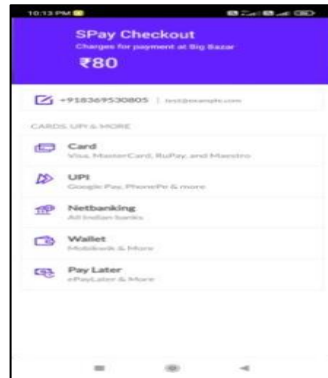 10:13 PM
SPay Checkout
Charges for payment at Big Bazar
₹80
+918369530805 | test@example.com
CARDS, UPI & MORE
Card
Visa, MasterCard, RuPay, and Maestro
UPI
Google Pay, PhonePe & more
Netbanking
All Indian banks
Wallet
Mobikwik & More
Pay Later
ePayLater & More